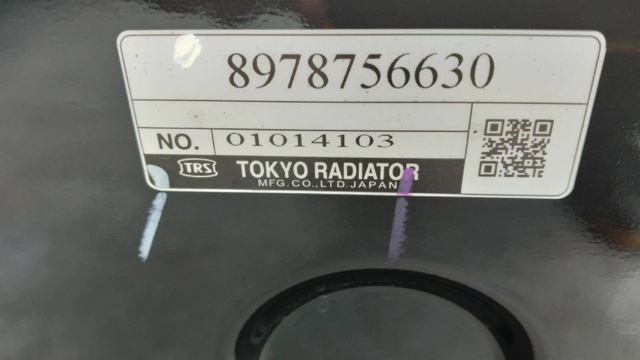 8978756630
NO. 01014103
TRS TOKYO RADIATOR
MFG.CO.,LTD.JAPAN